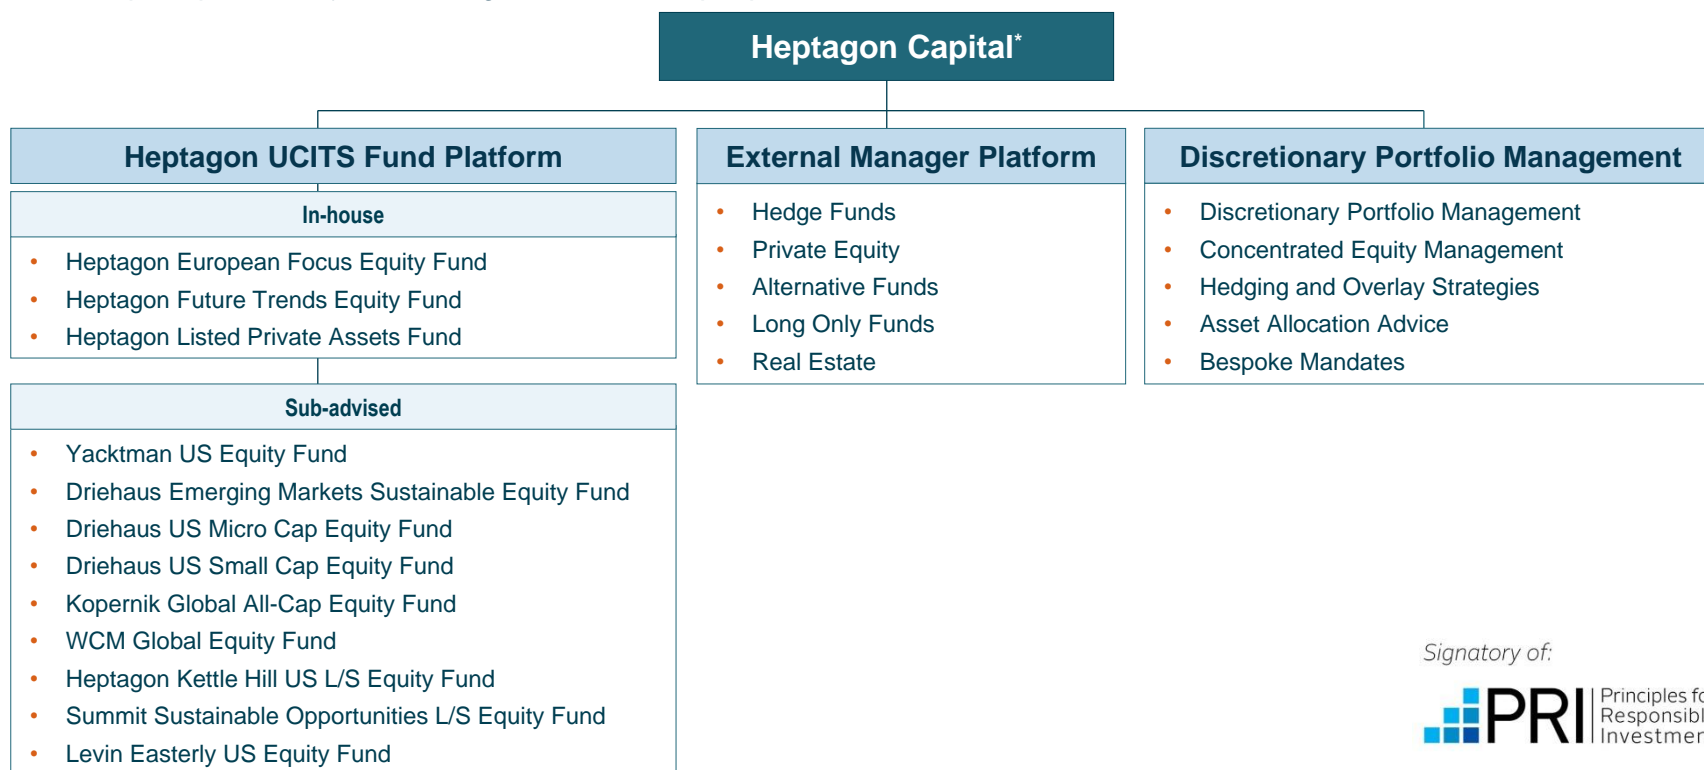 Heptagon Capital*
Heptagon UCITS Fund Platform
In-house
• Heptagon European Focus Equity Fund
• Heptagon Future Trends Equity Fund
• Heptagon Listed Private Assets Fund
Sub-advised
• Yacktman US Equity Fund
• Driehaus Emerging Markets Sustainable Equity Fund
• Driehaus US Micro Cap Equity Fund
• Driehaus US Small Cap Equity Fund
• Kopernik Global All-Cap Equity Fund
• WCM Global Equity Fund
• Heptagon Kettle Hill US L/S Equity Fund
• Summit Sustainable Opportunities L/S Equity Fund
• Levin Easterly US Equity Fund
External Manager Platform
• Hedge Funds
• Private Equity
• Alternative Funds
• Long Only Funds
• Real Estate
Discretionary Portfolio Management
• Discretionary Portfolio Management
• Concentrated Equity Management
• Hedging and Overlay Strategies
• Asset Allocation Advice
• Bespoke Mandates
Signatory of:
PRI
Principles fo
Responsibl
Investmen